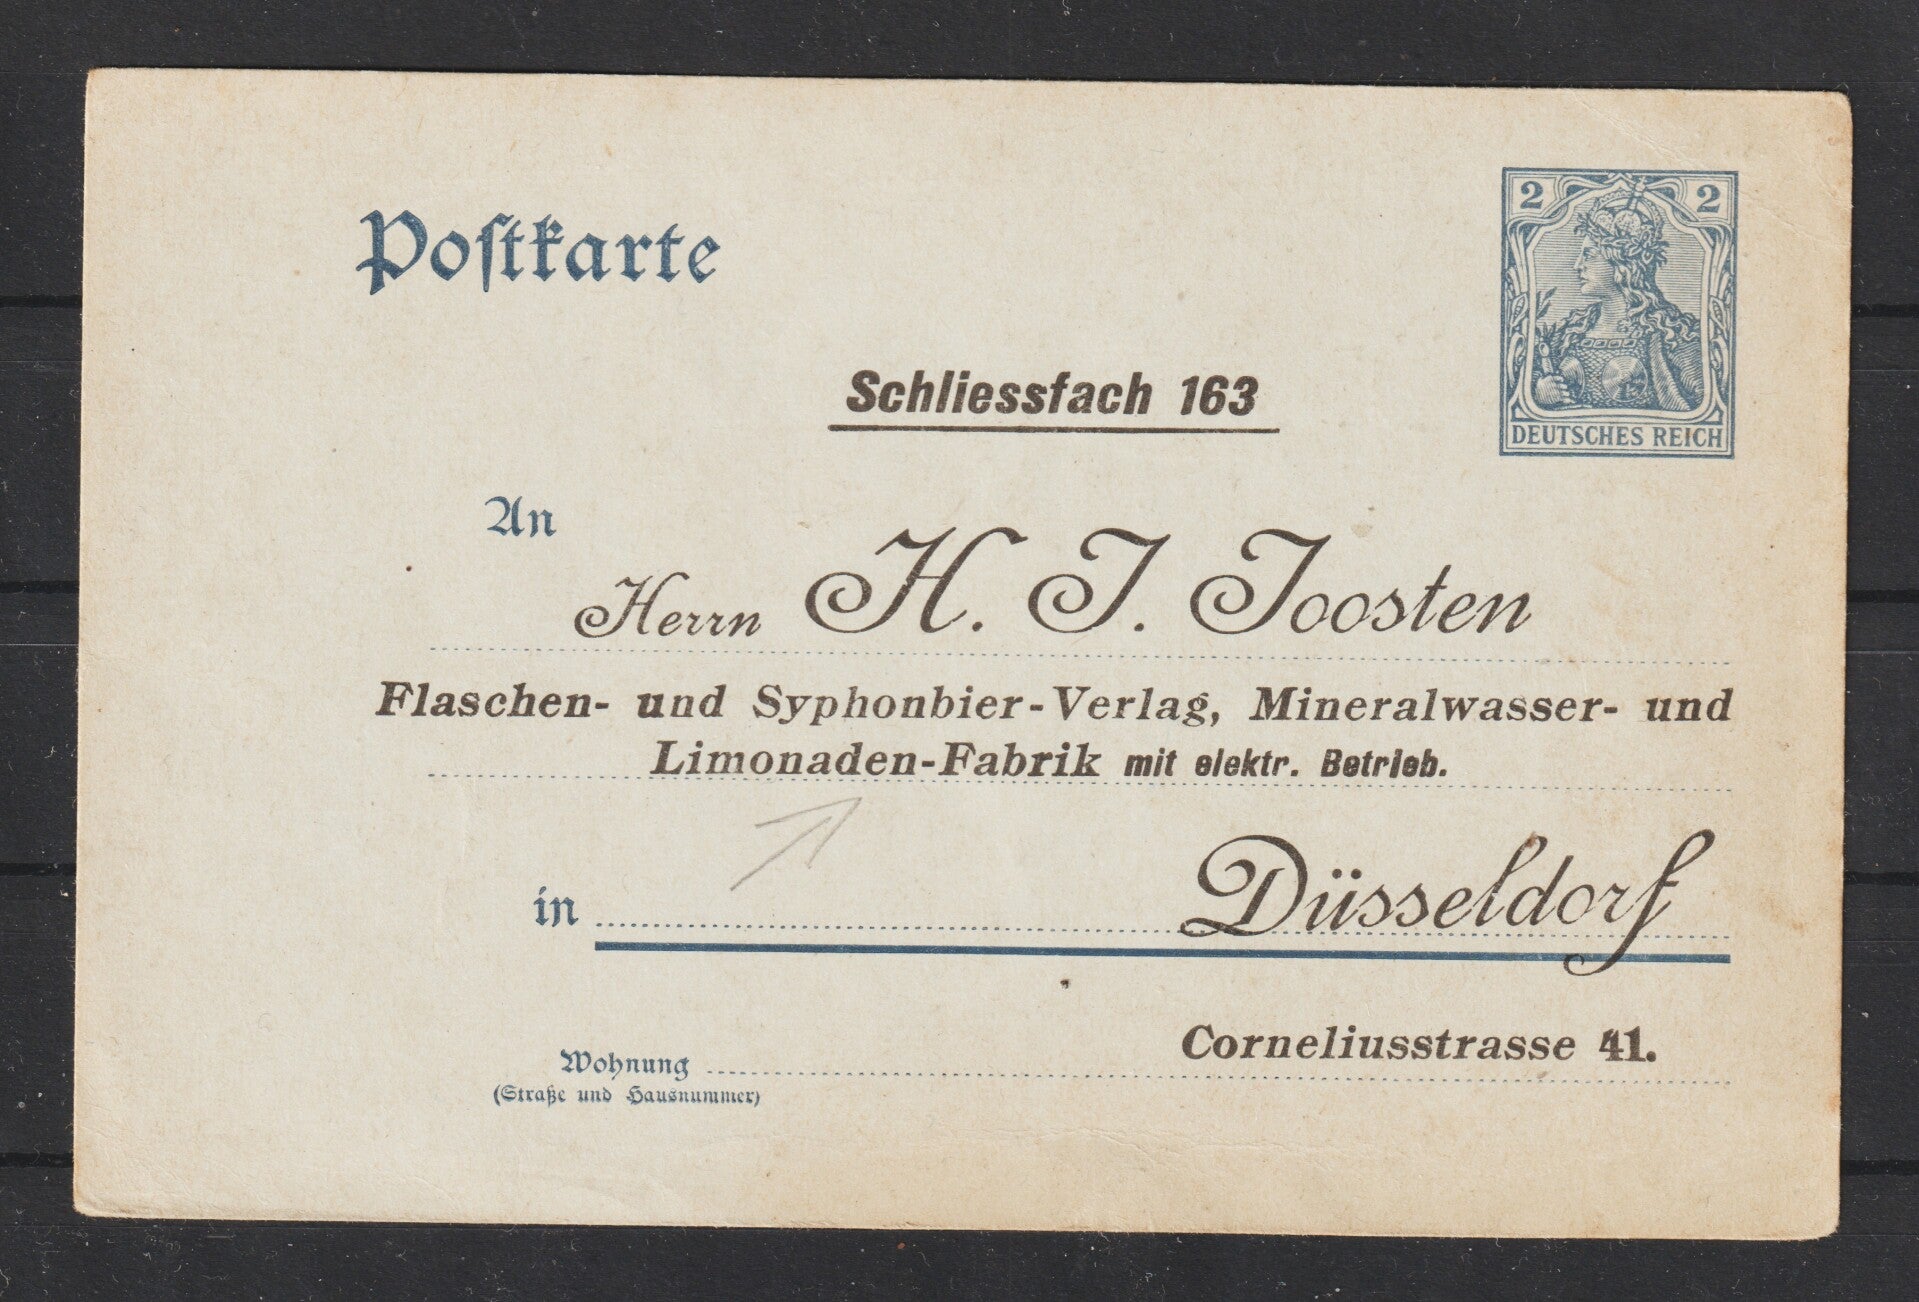 Postkarte
2 2
DEUTSCHES REICH
Schliessfach 163
An
Herrn H. J. Joosten
Flaschen- und Syphonbier-Verlag, Mineralwasser- und
Limonaden-Fabrik mit elektr. Betrieb.
in Düsseldorf
Corneliusstrasse 41.
Wohnung
(Straße und Hausnummer)